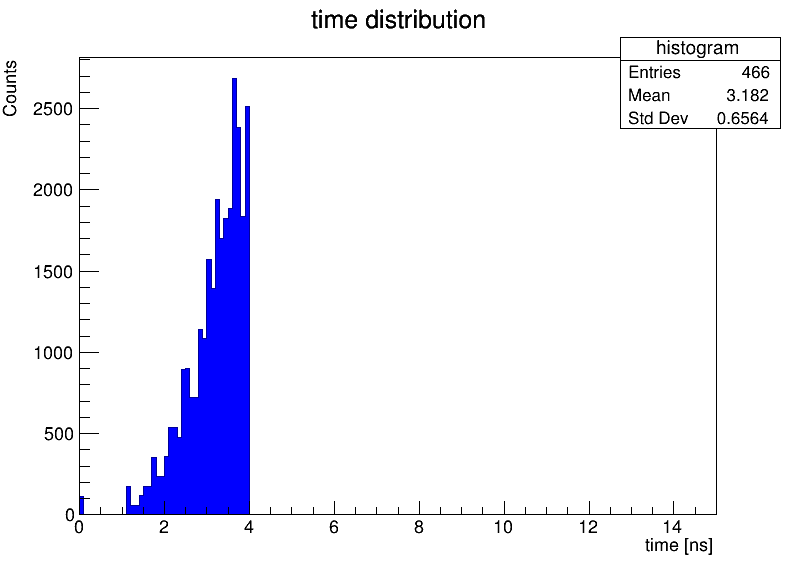 time distribution
histogram
Entries 466
Mean 3.182
Std Dev 0.6564
Counts
2500
2000
1500
1000
500
0
0 2 4 6 8 10 12 14
time [ns]